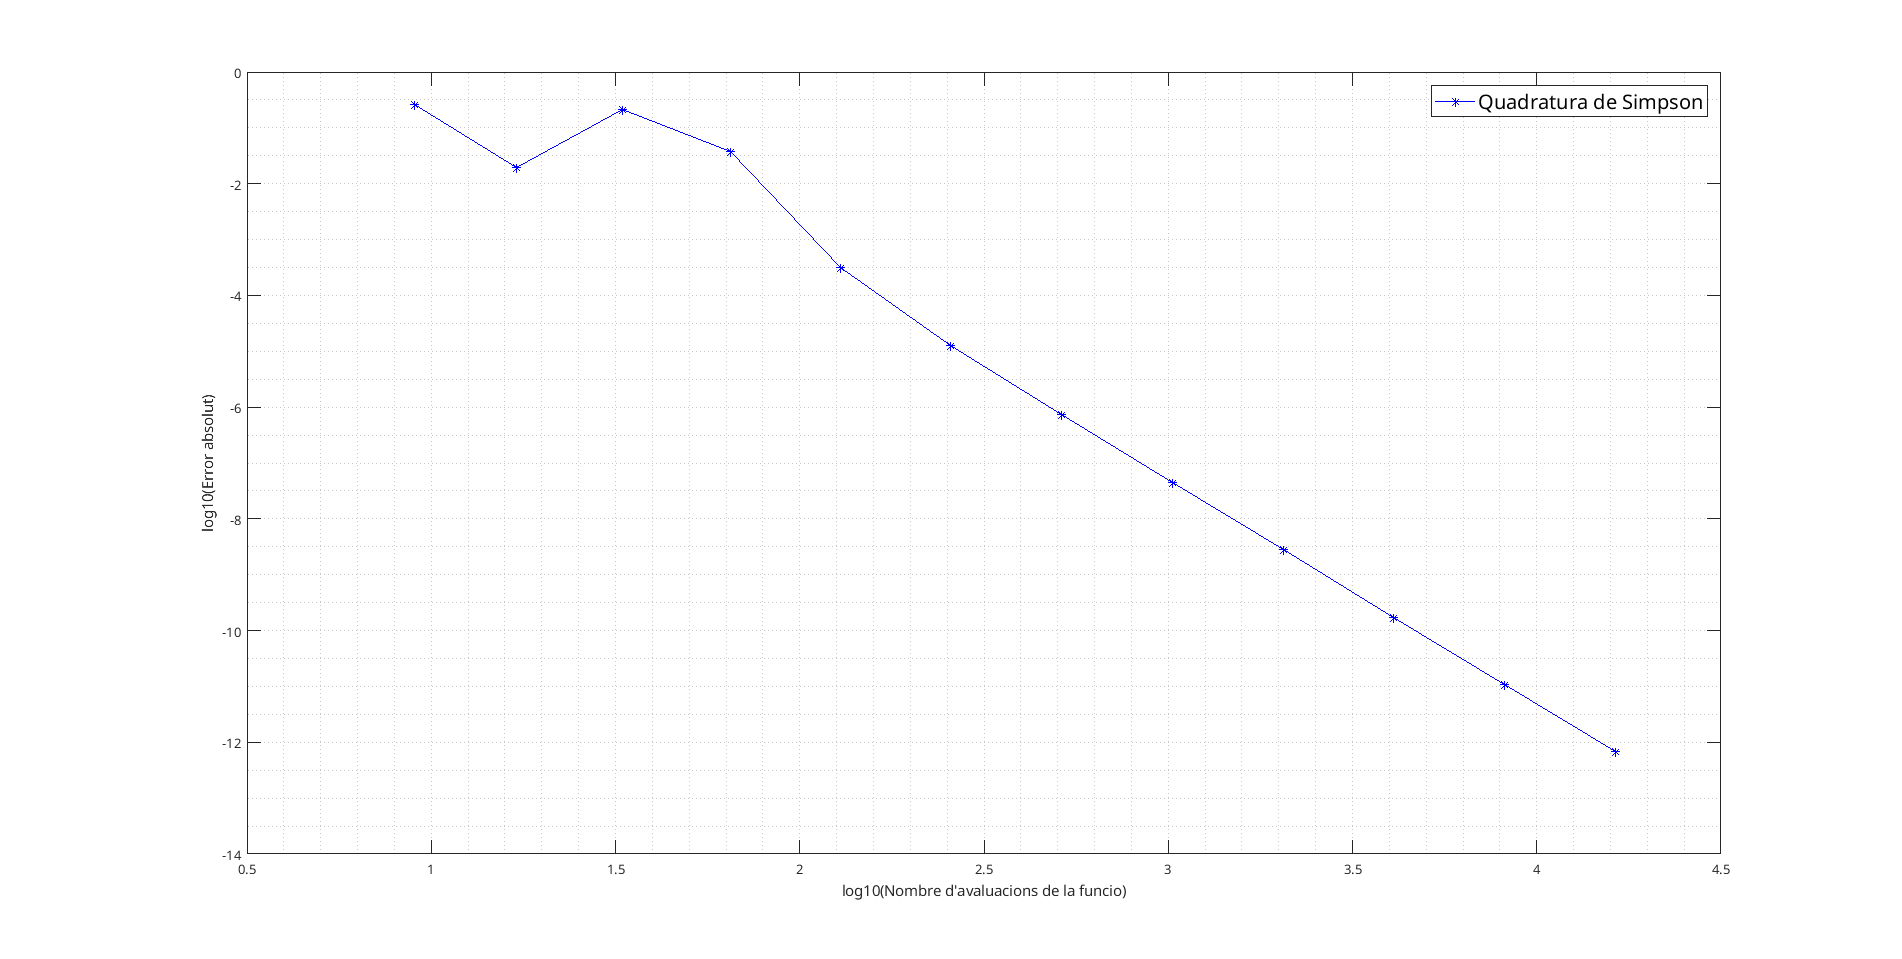 Quadratura de Simpson
0
-2
-4
-6
-8
-10
-12
-14
log10(Error absolut)
0.5 1 1.5 2 2.5 3 3.5 4 4.5
log10(Nombre d'avaluacions de la funcio)